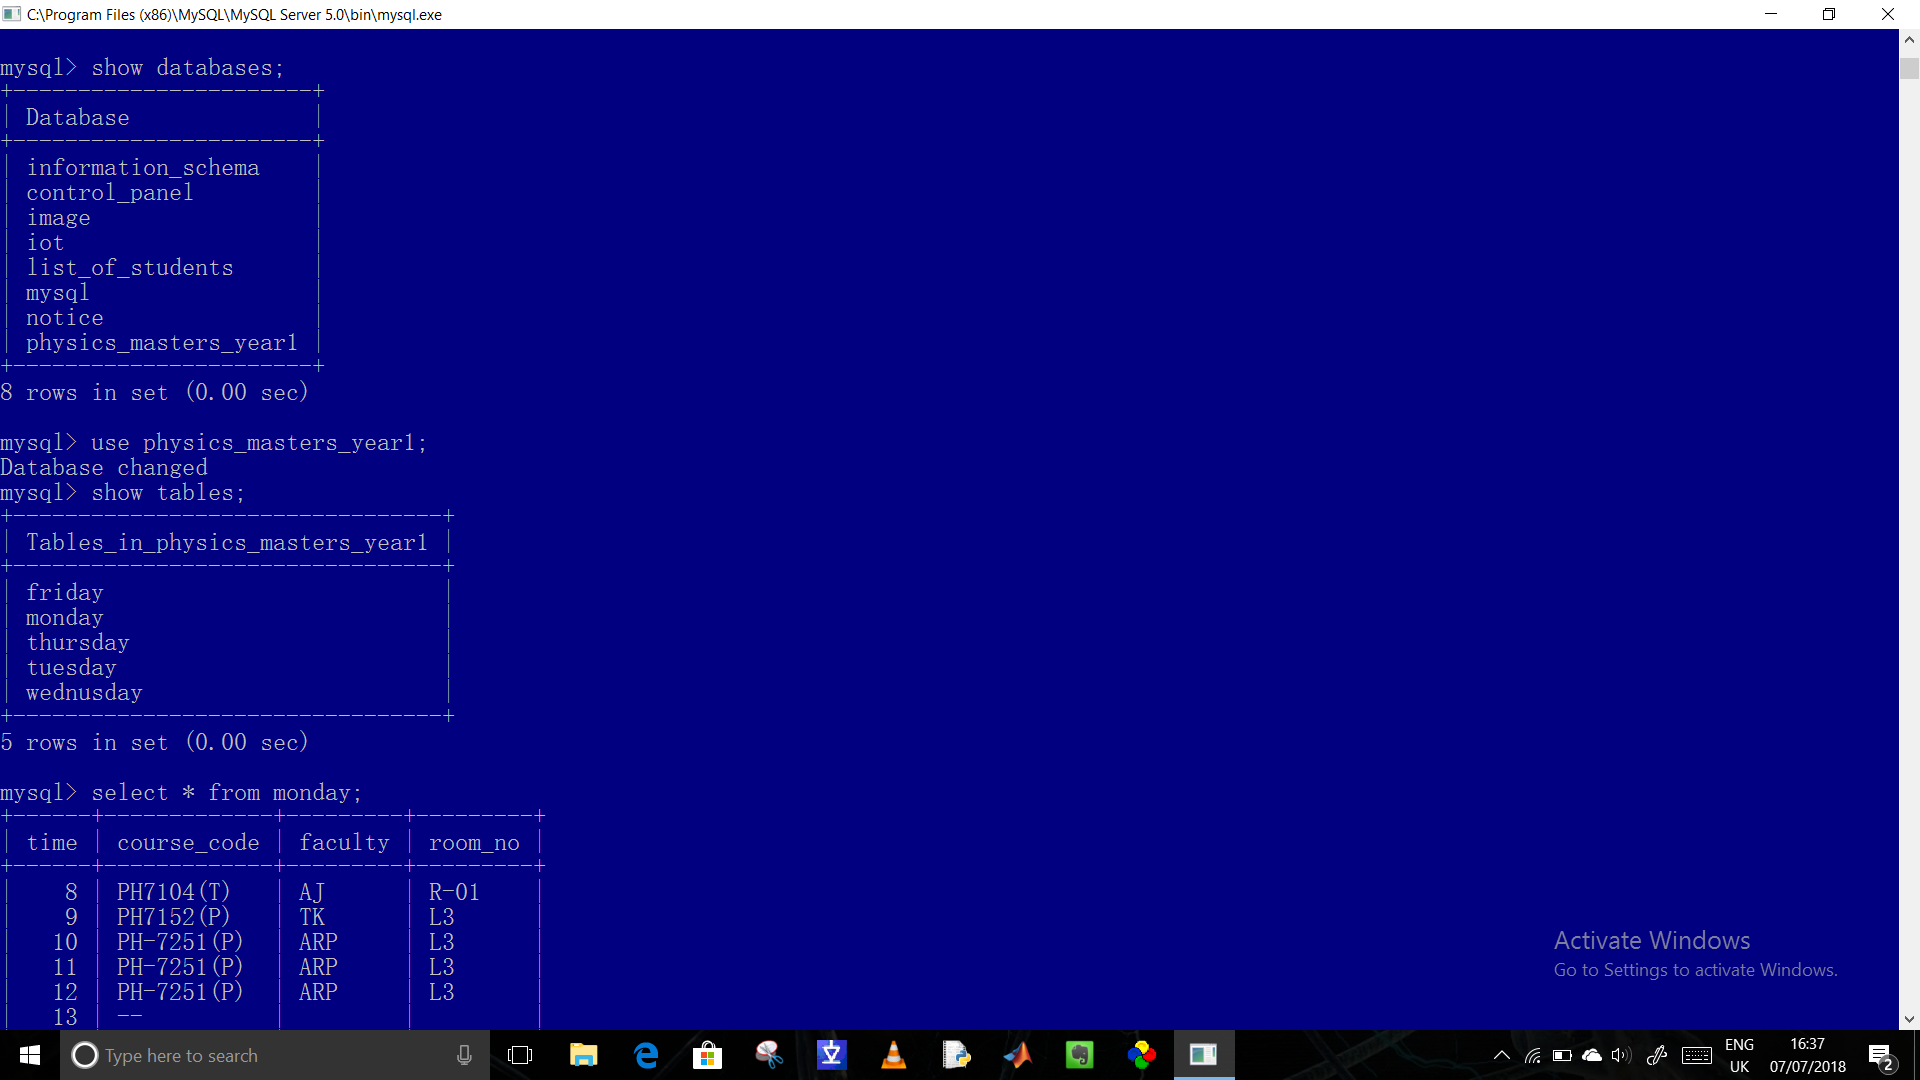 C:\Program Files (x86)\MySQL\MySQL Server 5.0\bin\mysql.exe
mysql> show databases;
+-----------------------+
| Database              |
+-----------------------+
| information_schema    |
| control_panel         |
| image                 |
| iot                   |
| list_of_students      |
| mysql                 |
| notice                |
| physics_masters_year1 |
+-----------------------+
8 rows in set (0.00 sec)
mysql> use physics_masters_year1;
Database changed
mysql> show tables;
+---------------------------------+
| Tables_in_physics_masters_year1 |
+---------------------------------+
| friday                          |
| monday                          |
| thursday                        |
| tuesday                         |
| wednusday                       |
+---------------------------------+
5 rows in set (0.00 sec)
mysql> select * from monday;
+------+-------------+---------+---------+
| time | course_code | faculty | room_no |
+------+-------------+---------+---------+
|    8 | PH7104(T)   | AJ      | R-01    |
|    9 | PH7152(P)   | TK      | L3      |
|   10 | PH-7251(P)  | ARP     | L3      |
|   11 | PH-7251(P)  | ARP     | L3      |
|   12 | PH-7251(P)  | ARP     | L3      |
|   13 | --          |         |         |
Activate Windows
Go to Settings to activate Windows.
Type here to search
ENG
UK
16:37
07/07/2018
2